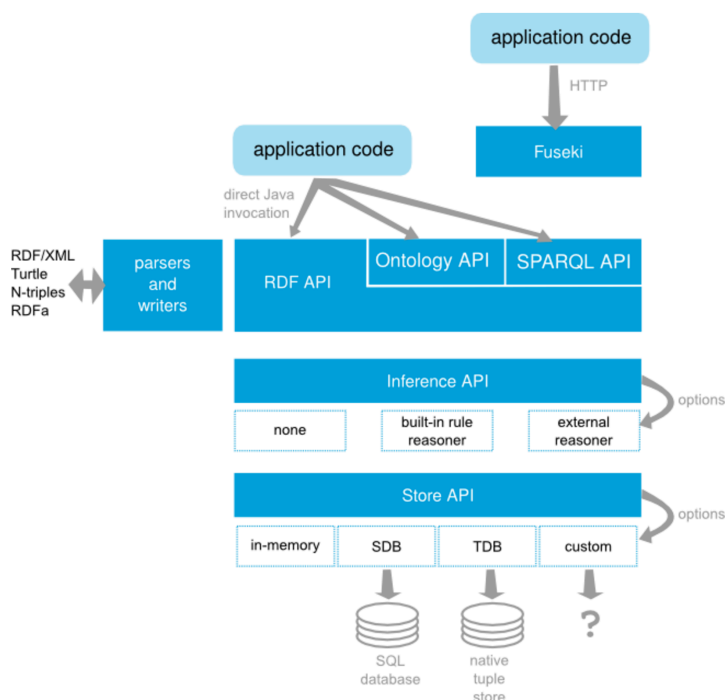 application code
HTTP
Fuseki
application code
direct Java
invocation
RDF/XML
Turtle
N-triples
RDFa
parsers
and
writers
RDF API
Ontology API
SPARQL API
Inference API
options
none
built-in rule
reasoner
external
reasoner
Store API
options
in-memory
SDB
TDB
custom
?
SQL
database
native
tuple
store